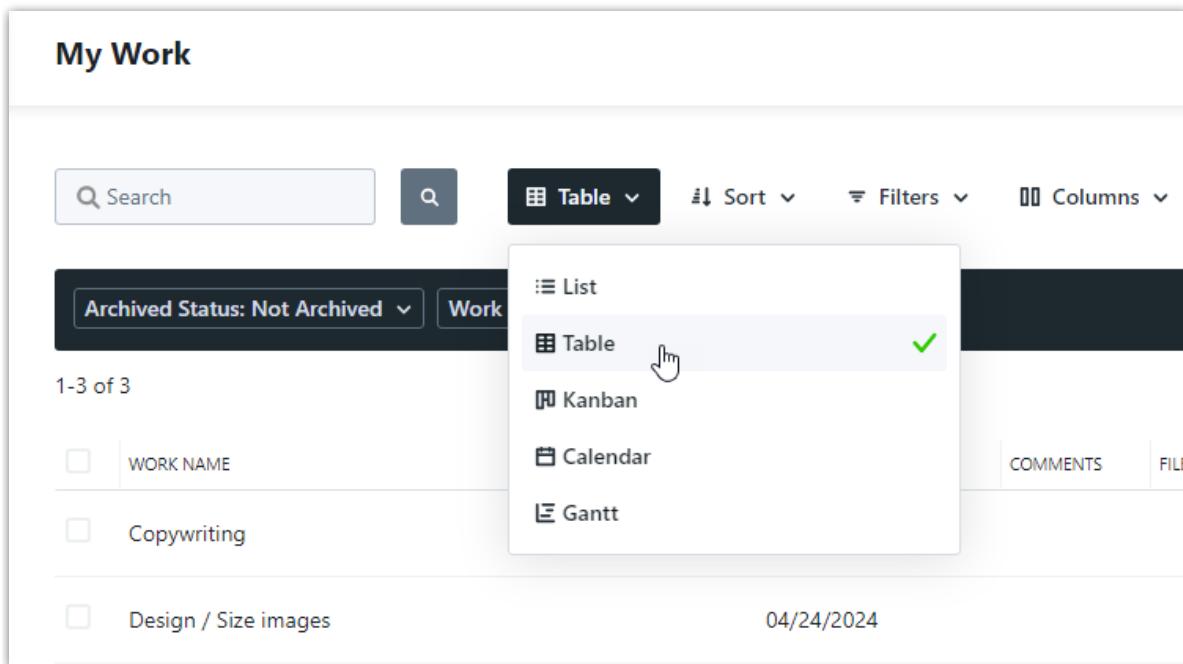 My Work
Search
Table
Sort
Filters
Columns
Archived Status: Not Archived
Work
List
Table
Kanban
Calendar
Gantt
1-3 of 3
WORK NAME
COMMENTS
Copywriting
Design / Size images
04/24/2024